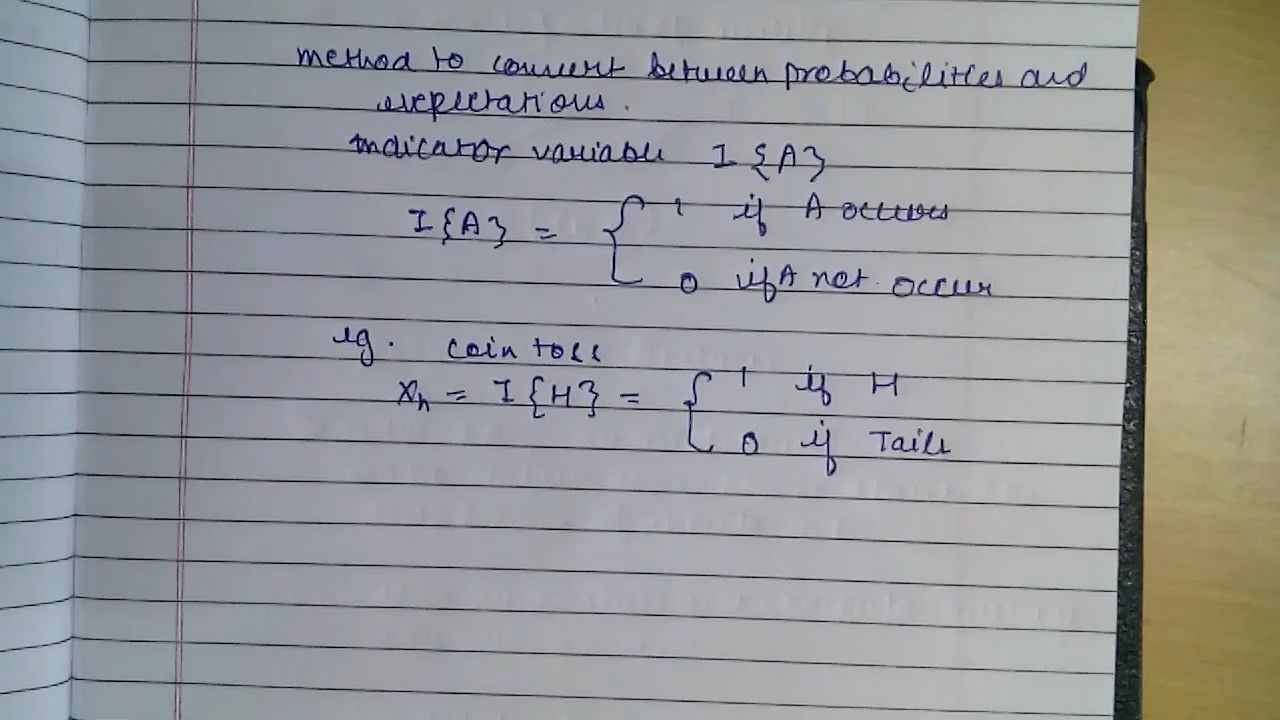 method to convert between probabilities and
expectations.
Indicator variable I {A}
I{A} = { 1 if A occurs
0 if A not occur
eg. coin toss
Xh = I {H} = { 1 if H
0 if Tails